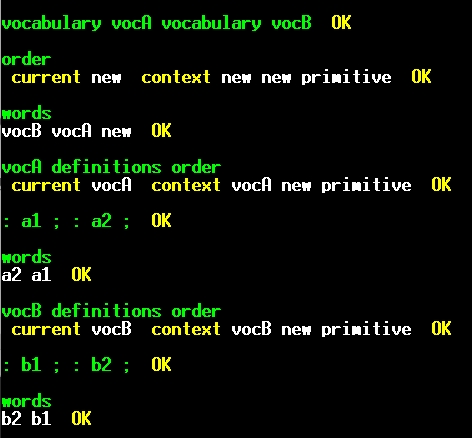 vocabulary vocA vocabulary vocB OK
order
current new context new new primitive OK
words
vocB vocA new OK
vocA definitions order
current vocA context vocA new primitive OK
: a1 ; : a2 ; OK
words
a2 a1 OK
vocB definitions order
current vocB context vocB new primitive OK
: b1 ; : b2 ; OK
words
b2 b1 OK